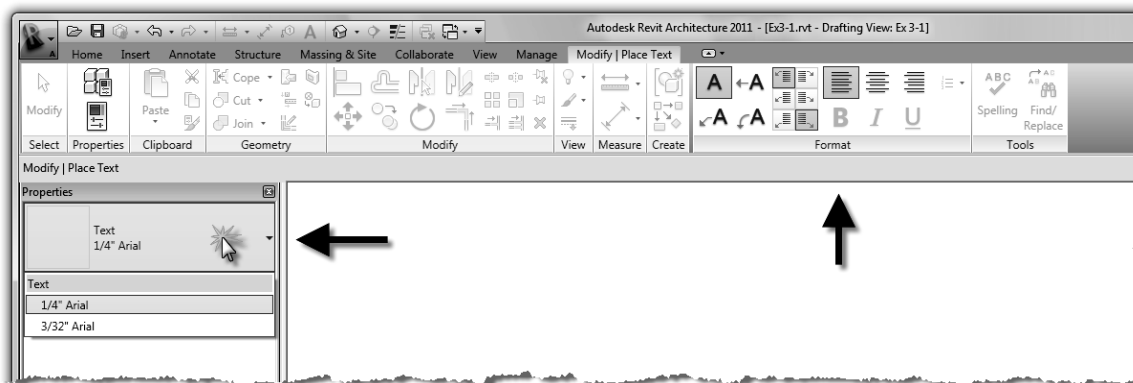 Autodesk Revit Architecture 2011 - [Ex3-1.rvt - Drafting View: Ex 3-1]
Home Insert Annotate Structure Massing & Site Collaborate View Manage Modify | Place Text
Modify
Paste
Cope
Cut
Join
A A A A
B I U
ABC
Spelling
Find/
Replace
Select Properties Clipboard Geometry Modify View Measure Create Format Tools
Modify | Place Text
Properties
Text
1/4" Arial
Text
1/4" Arial
3/32" Arial